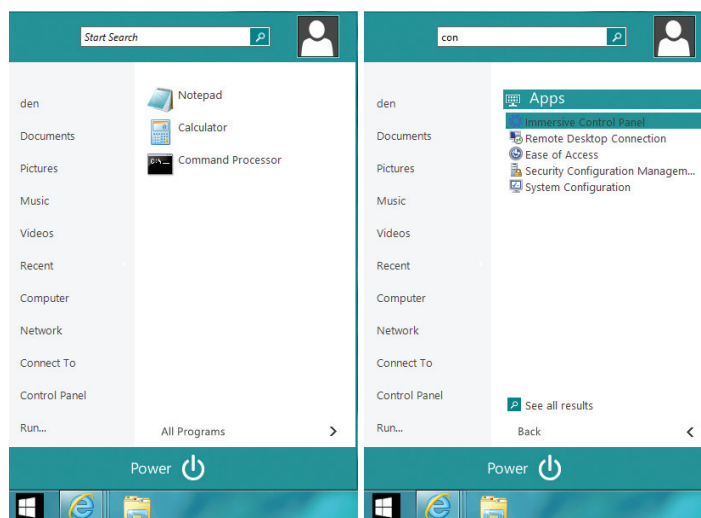 Start Search
den
Documents
Pictures
Music
Videos
Recent
Computer
Network
Connect To
Control Panel
Run...
Notepad
Calculator
C:\_
Command Processor
All Programs
Power
con
den
Documents
Pictures
Music
Videos
Recent
Computer
Network
Connect To
Control Panel
Run...
Apps
Immersive Control Panel
Remote Desktop Connection
Ease of Access
Security Configuration Managem...
System Configuration
See all results
Back
Power